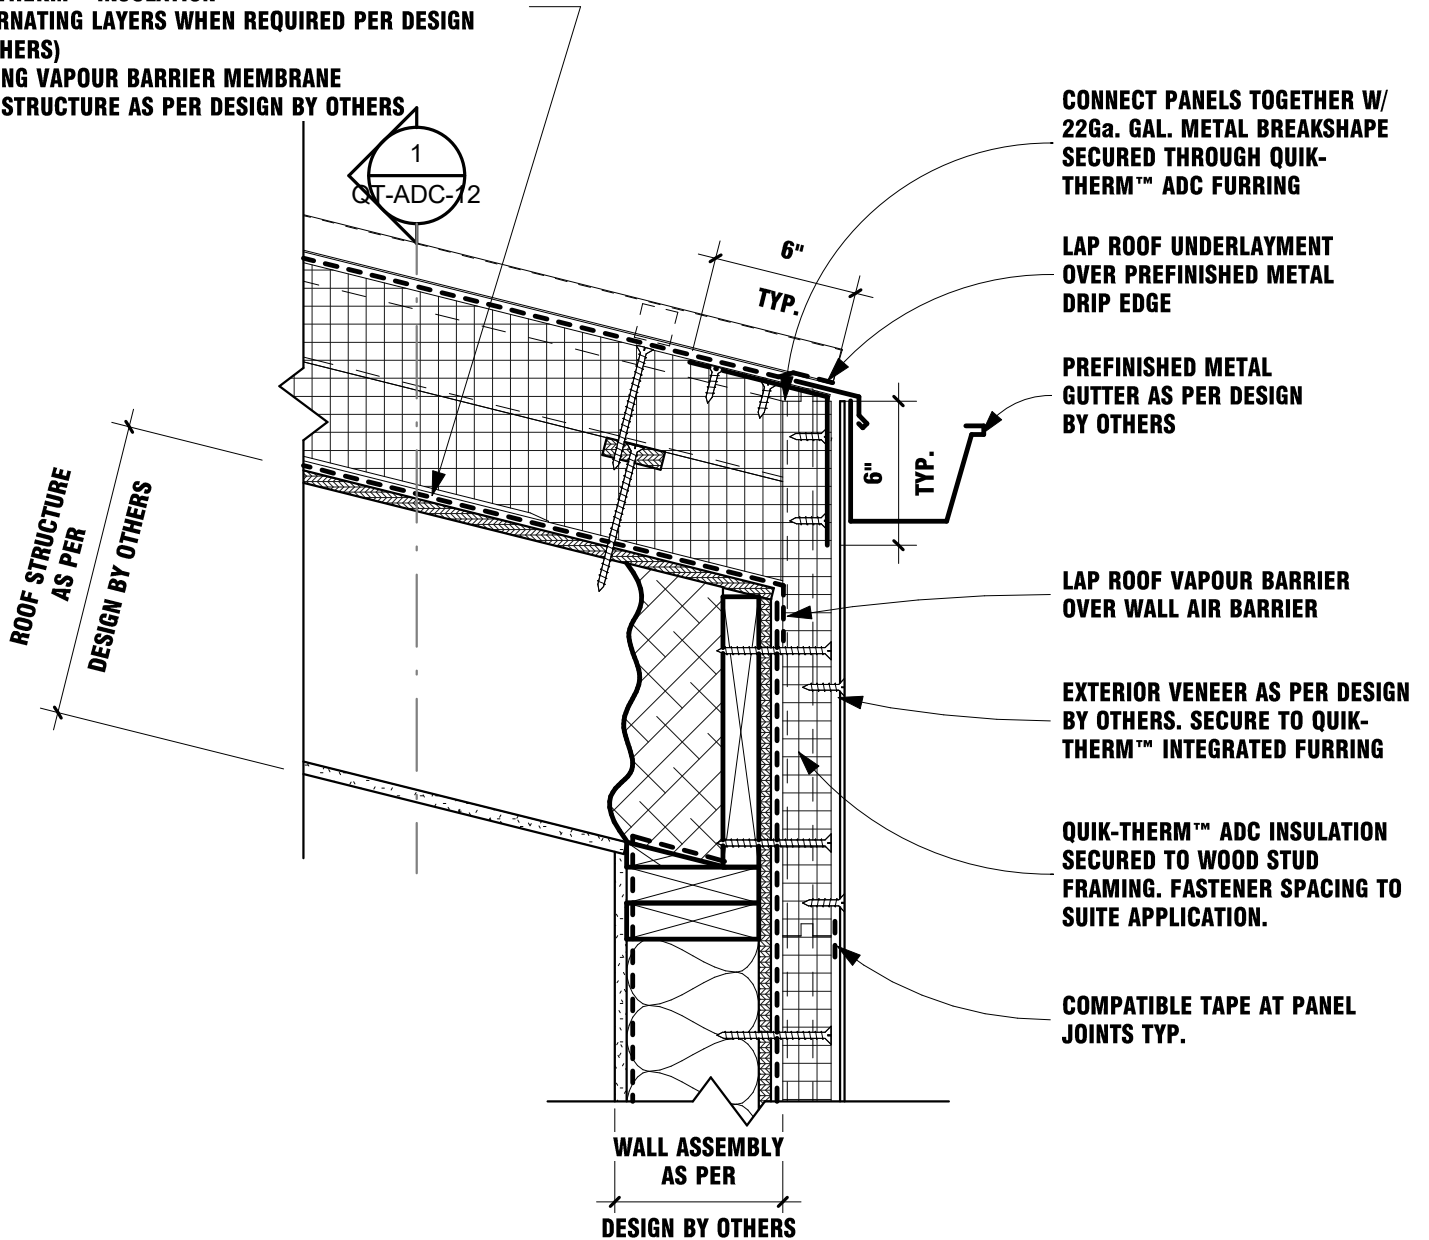 RNATING LAYERS WHEN REQUIRED PER DESIGN
HERS)
NG VAPOUR BARRIER MEMBRANE
STRUCTURE AS PER DESIGN BY OTHERS
1
QT-ADC-12
CONNECT PANELS TOGETHER W/
22Ga. GAL. METAL BREAKSHAPE
SECURED THROUGH QUIK-
THERM™ ADC FURRING
6"
TYP.
LAP ROOF UNDERLAYMENT
OVER PREFINISHED METAL
DRIP EDGE
PREFINISHED METAL
GUTTER AS PER DESIGN
BY OTHERS
6"
TYP.
ROOF STRUCTURE
AS PER
DESIGN BY OTHERS
LAP ROOF VAPOUR BARRIER
OVER WALL AIR BARRIER
EXTERIOR VENEER AS PER DESIGN
BY OTHERS. SECURE TO QUIK-
THERM™ INTEGRATED FURRING
QUIK-THERM™ ADC INSULATION
SECURED TO WOOD STUD
FRAMING. FASTENER SPACING TO
SUITE APPLICATION.
COMPATIBLE TAPE AT PANEL
JOINTS TYP.
WALL ASSEMBLY
AS PER
DESIGN BY OTHERS